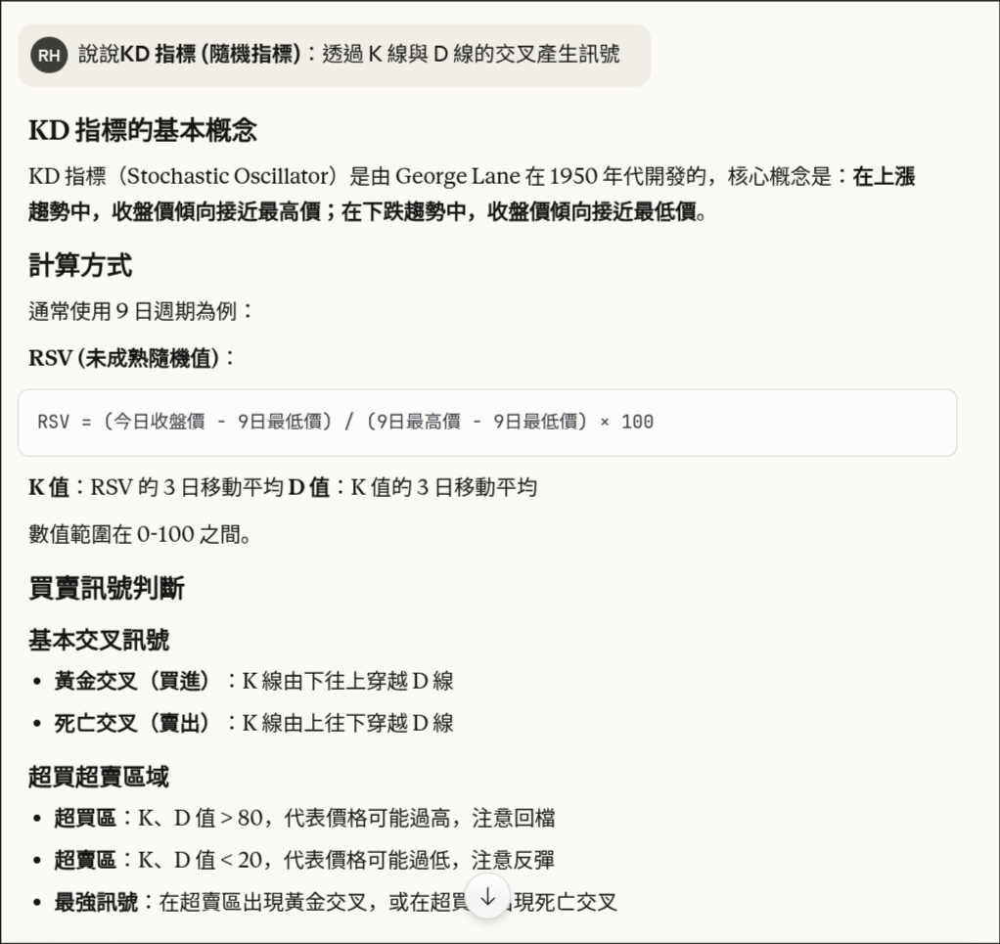 RH 說說KD 指標 (隨機指標)：透過 K 線與 D 線的交叉產生訊號
KD 指標的基本概念
KD 指標（Stochastic Oscillator）是由 George Lane 在 1950 年代開發的，核心概念是：在上漲
趨勢中，收盤價傾向接近最高價；在下跌趨勢中，收盤價傾向接近最低價。
計算方式
通常使用 9 日週期為例：
RSV (未成熟隨機值)：
RSV = (今日收盤價 - 9日最低價) / (9日最高價 - 9日最低價) × 100
K 值：RSV 的 3 日移動平均 D 值：K 值的 3 日移動平均
數值範圍在 0-100 之間。
買賣訊號判斷
基本交叉訊號
• 黃金交叉（買進）：K 線由下往上穿越 D 線
• 死亡交叉（賣出）：K 線由上往下穿越 D 線
超買超賣區域
• 超買區：K、D 值 > 80，代表價格可能過高，注意回檔
• 超賣區：K、D 值 < 20，代表價格可能過低，注意反彈
• 最強訊號：在超賣區出現黃金交叉，或在超買現死亡交叉